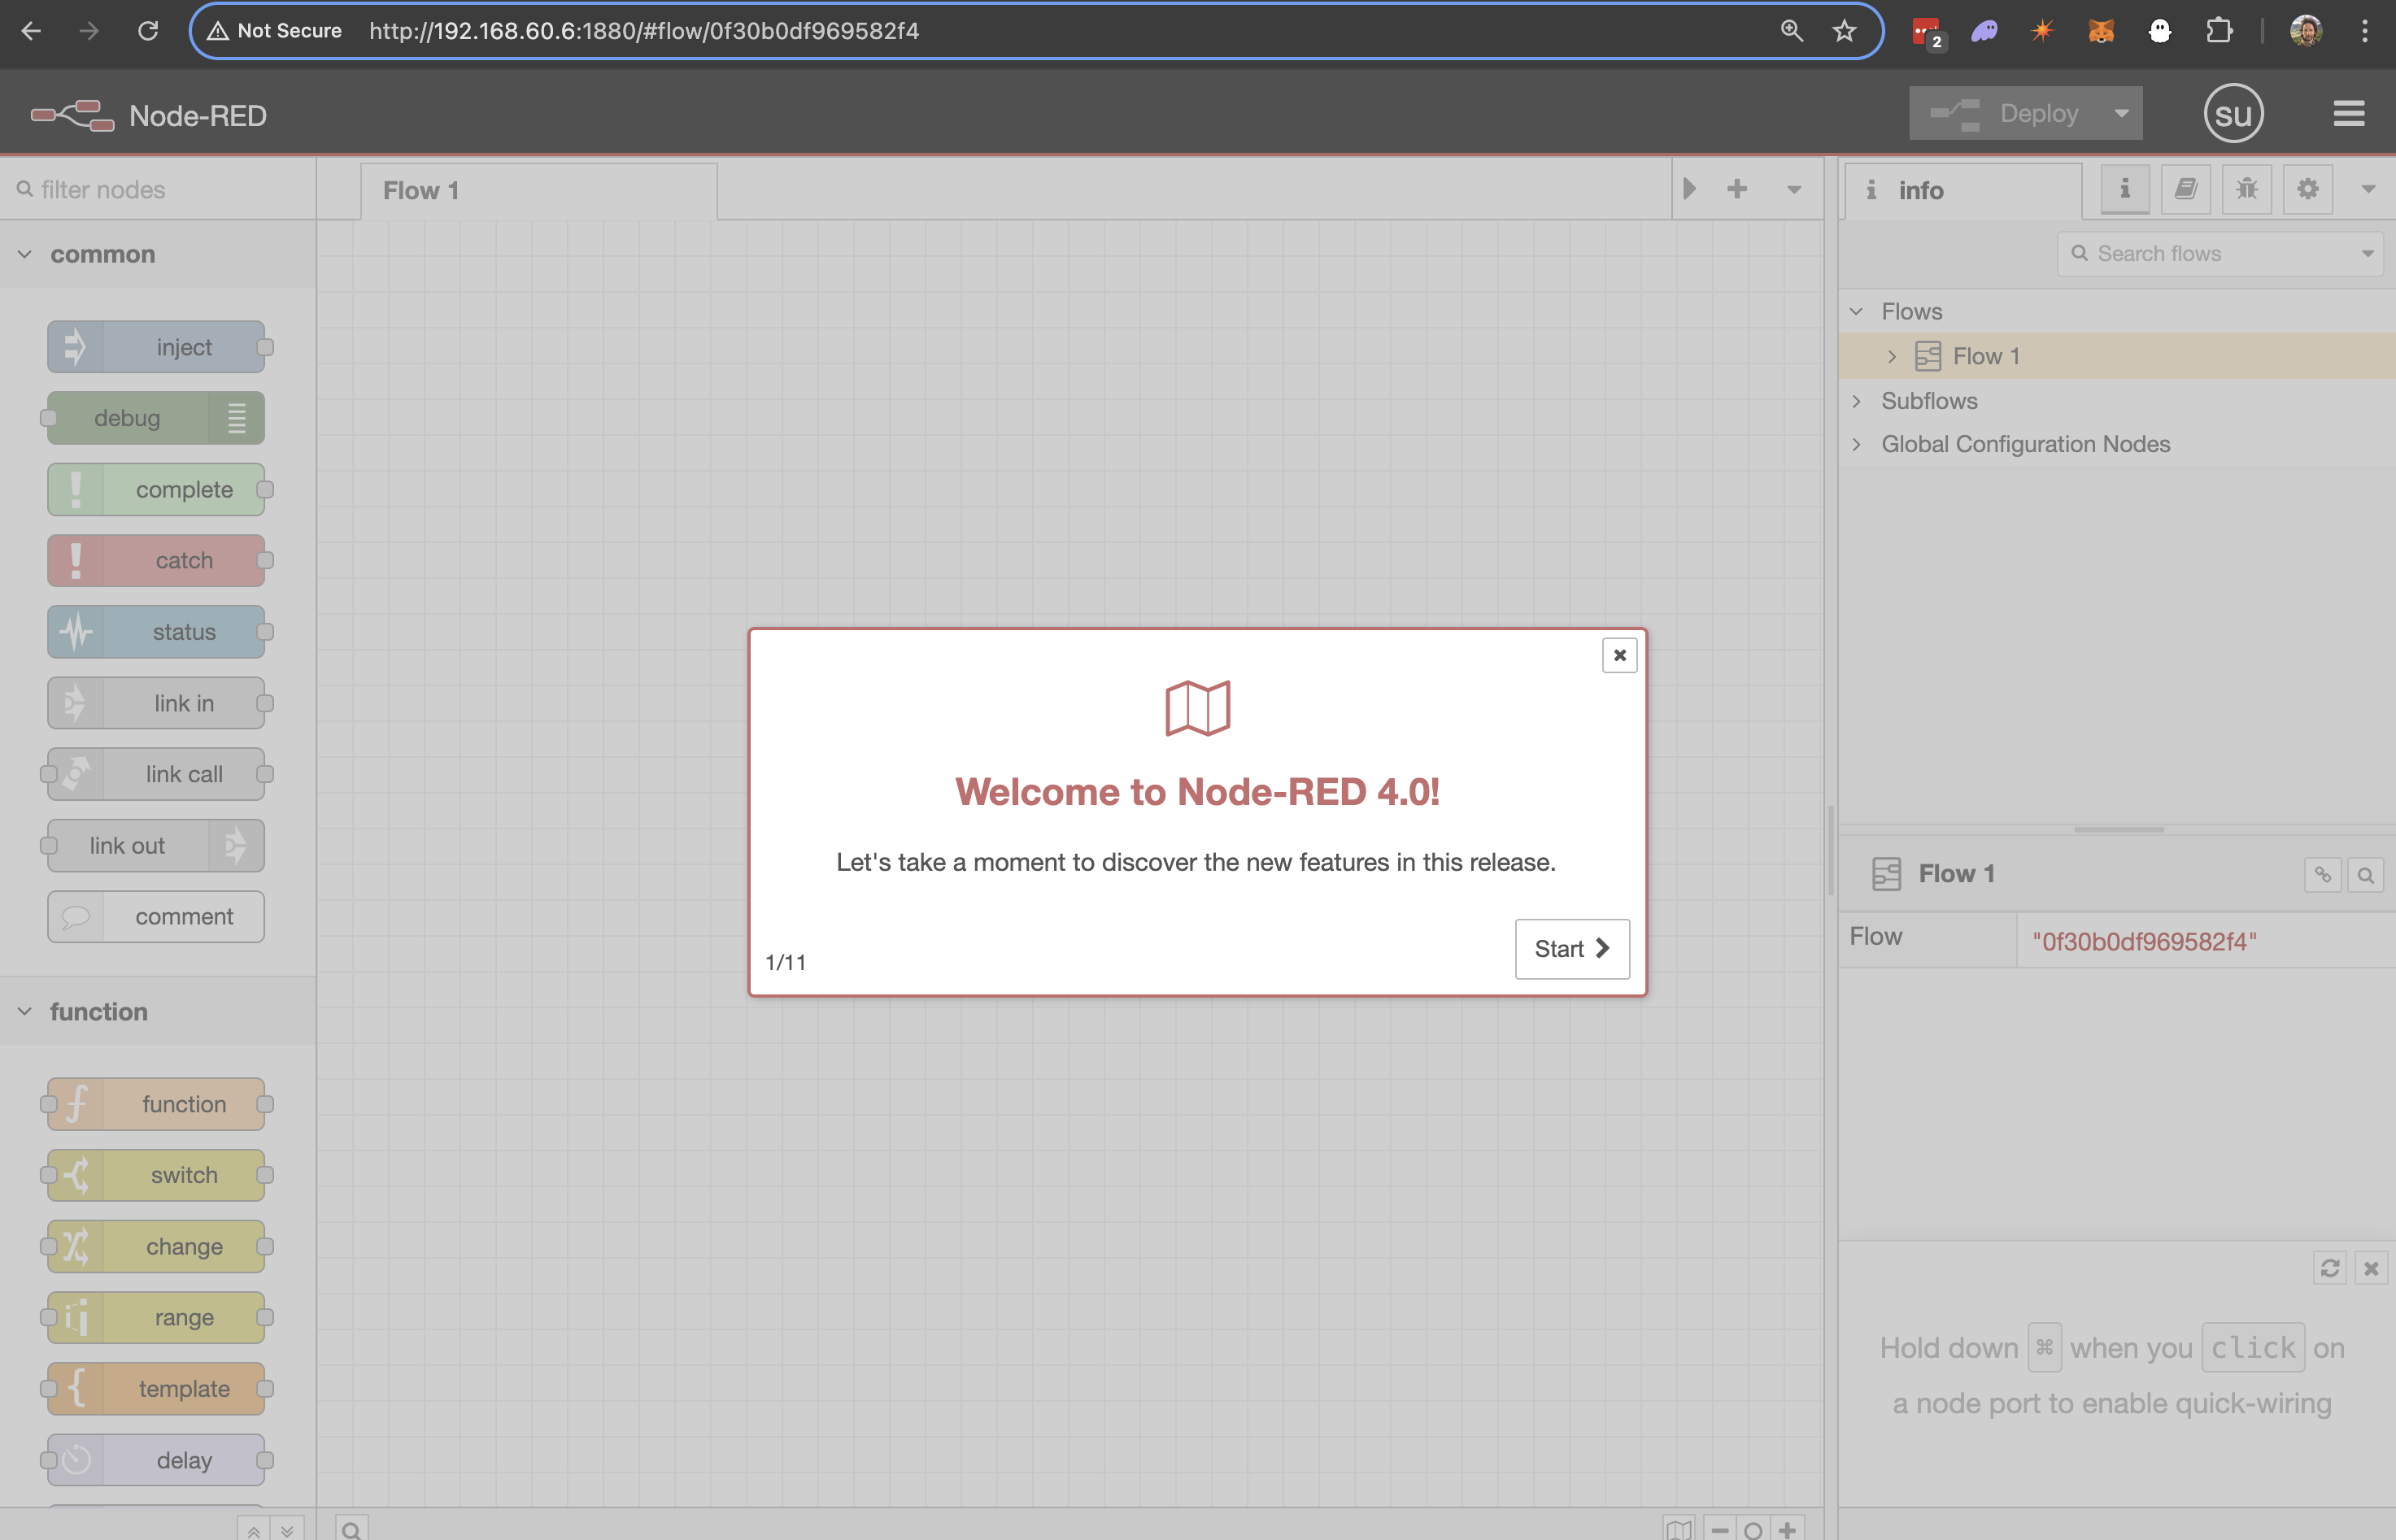 Not Secure http://192.168.60.6:1880/#flow/0f30b0df969582f4 2
Node-RED Deploy su
filter nodes
common
inject
debug
complete
catch
status
link in
link call
link out
comment
function
function
switch
change
range
template
delay
Flow 1
Welcome to Node-RED 4.0!
Let's take a moment to discover the new features in this release.
Start
1/11
info
Search flows
Flows
Flow 1
Subflows
Global Configuration Nodes
Flow 1
Flow "0f30b0df969582f4"
Hold down ⌘ when you click on
a node port to enable quick-wiring